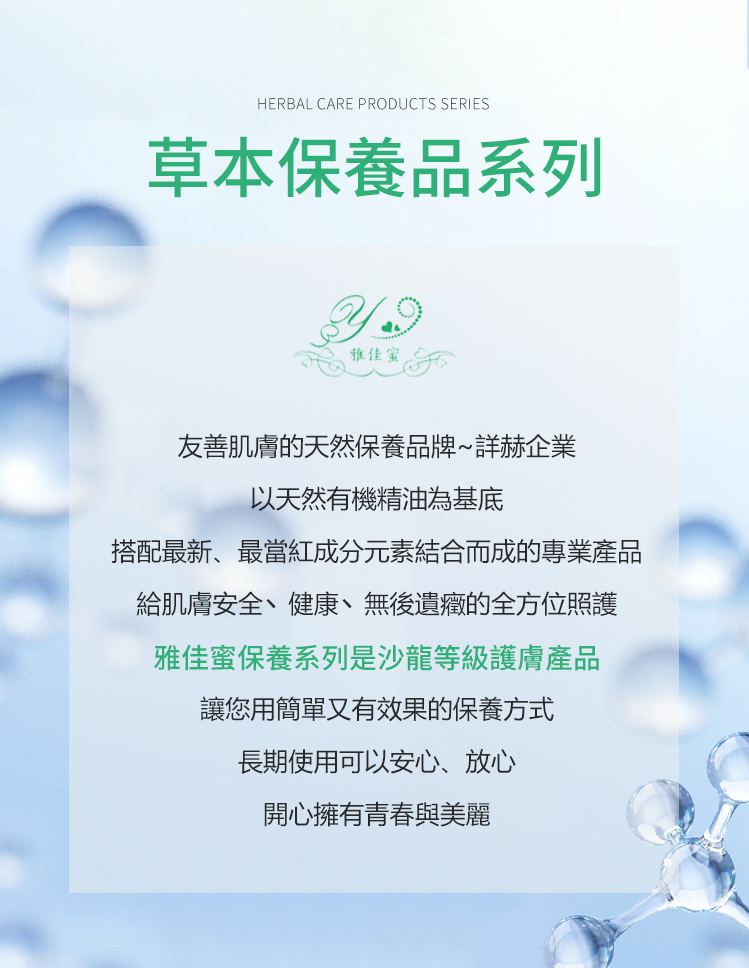 HERBAL CARE PRODUCTS SERIES
草本保養品系列
雅佳蜜
友善肌膚的天然保養品牌~詳赫企業
以天然有機精油為基底
搭配最新、最當紅成分元素結合而成的專業產品
給肌膚安全、健康、無後遺癥的全方位照護
雅佳蜜保養系列是沙龍等級護膚產品
讓您用簡單又有效果的保養方式
長期使用可以安心、放心
開心擁有青春與美麗